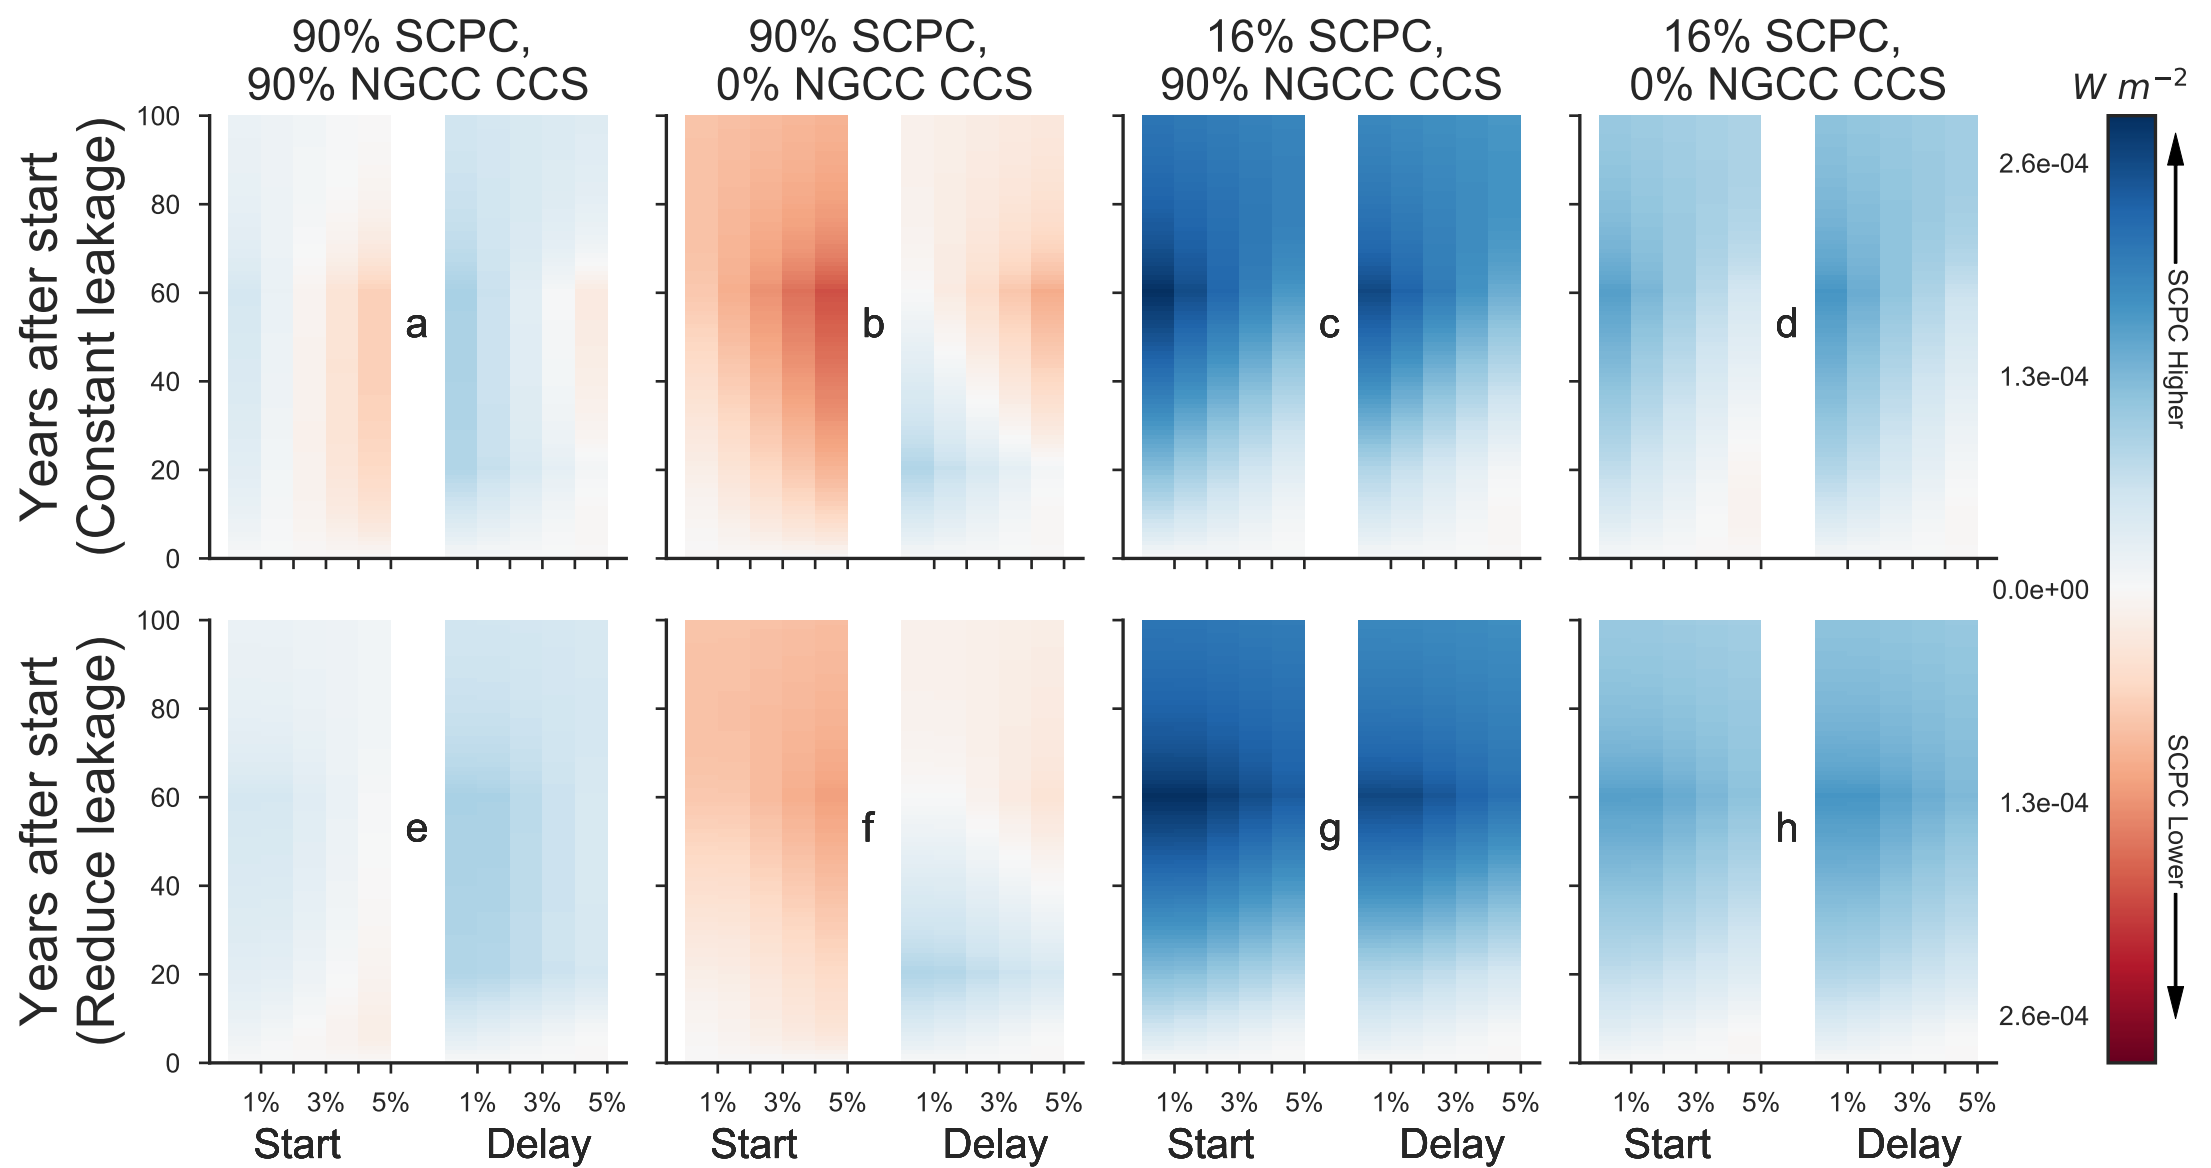 90% SCPC,
90% NGCC CCS
90% SCPC,
0% NGCC CCS
16% SCPC,
90% NGCC CCS
16% SCPC,
0% NGCC CCS
W m−2
Years after start
(Constant leakage)
100
80
60
40
20
0
a
b
c
d
2.6e-04
1.3e-04
0.0e+00
1.3e-04
2.6e-04
SCPC Higher
SCPC Lower
Years after start
(Reduce leakage)
100
80
60
40
20
0
e
f
g
h
1% 3% 5% 1% 3% 5% 1% 3% 5% 1% 3% 5% 1% 3% 5% 1% 3% 5% 1% 3% 5% 1% 3% 5%
Start Delay Start Delay Start Delay Start Delay